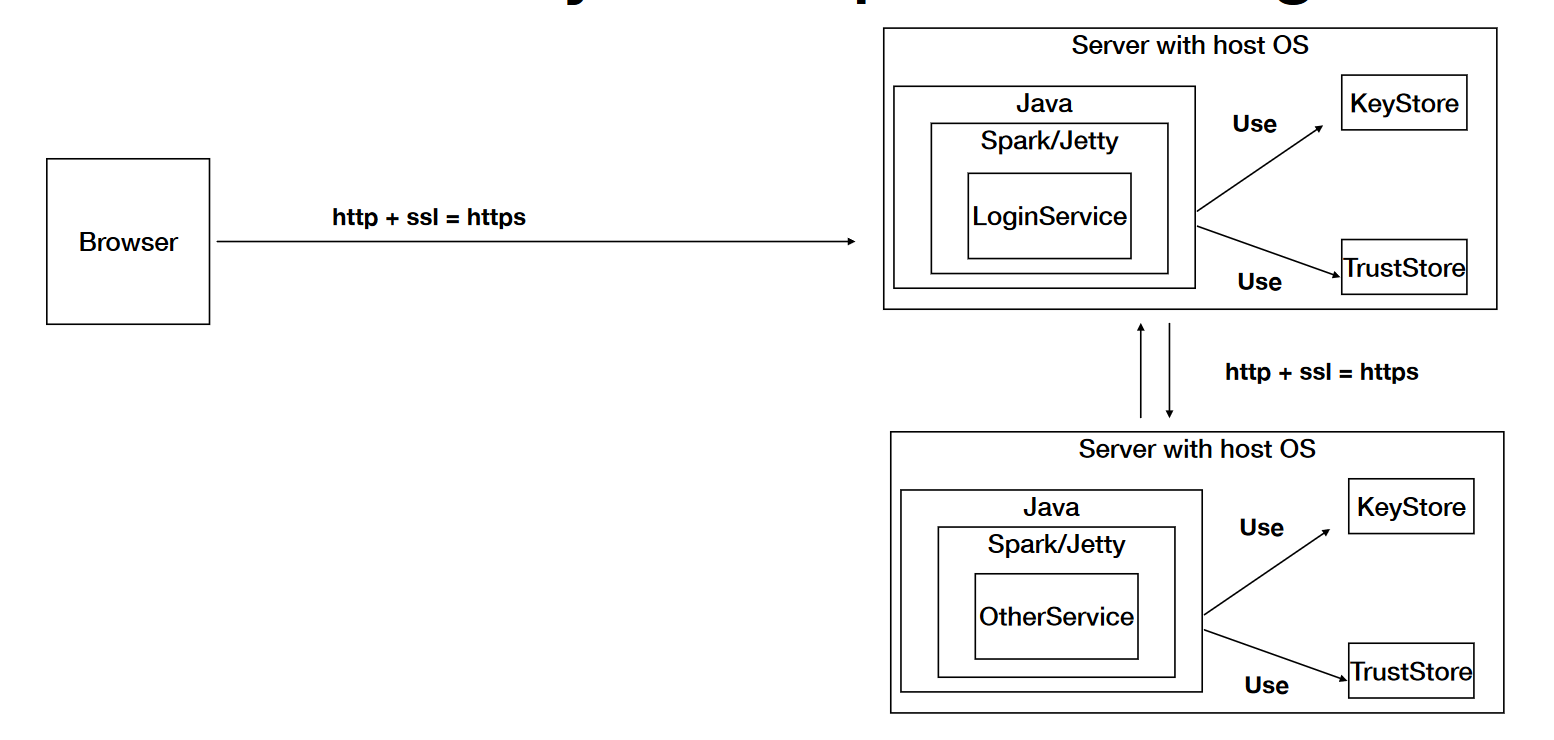 Server with host OS
Java
Spark/Jetty
LoginService
Use
KeyStore
Use
TrustStore
Browser
http + ssl = https
http + ssl = https
Server with host OS
Java
Spark/Jetty
OtherService
Use
KeyStore
Use
TrustStore